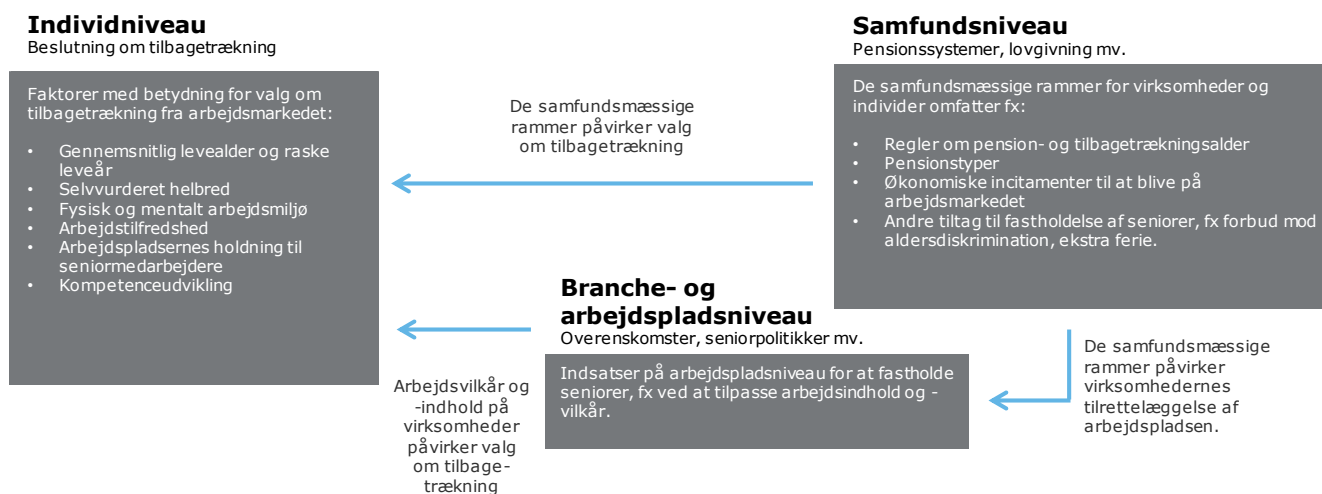 Individniveau
Beslutning om tilbagetrækning
Faktorer med betydning for valg om
tilbagetrækning fra arbejdsmarkedet:
• Gennemsnitlig levealder og raske
leveår
• Selvvurderet helbred
• Fysisk og mentalt arbejdsmiljø
• Arbejdstilfredshed
• Arbejdspladsernes holdning til
seniormedarbejdere
• Kompetenceudvikling
De samfundsmæssige
rammer påvirker valg
om tilbagetrækning
Samfundsniveau
Pensionssystemer, lovgivning mv.
De samfundsmæssige rammer for virksomheder og
individer omfatter fx:
• Regler om pension- og tilbagetrækningsalder
• Pensionstyper
• Økonomiske incitamenter til at blive på
arbejdsmarkedet
• Andre tiltag til fastholdelse af seniorer, fx forbud mod
aldersdiskrimination, ekstra ferie.
Branche- og
arbejdspladsniveau
Overenskomster, seniorpolitikker mv.
Indsatser på arbejdspladsniveau for at fastholde
seniorer, fx ved at tilpasse arbejdsindhold og -
vilkår.
Arbejdsvilkår og
-indhold på
virksomheder
påvirker valg
om tilbage-
trækning
De samfundsmæssige
rammer påvirker
virksomhedernes
tilrettelæggelse af
arbejdspladsen.